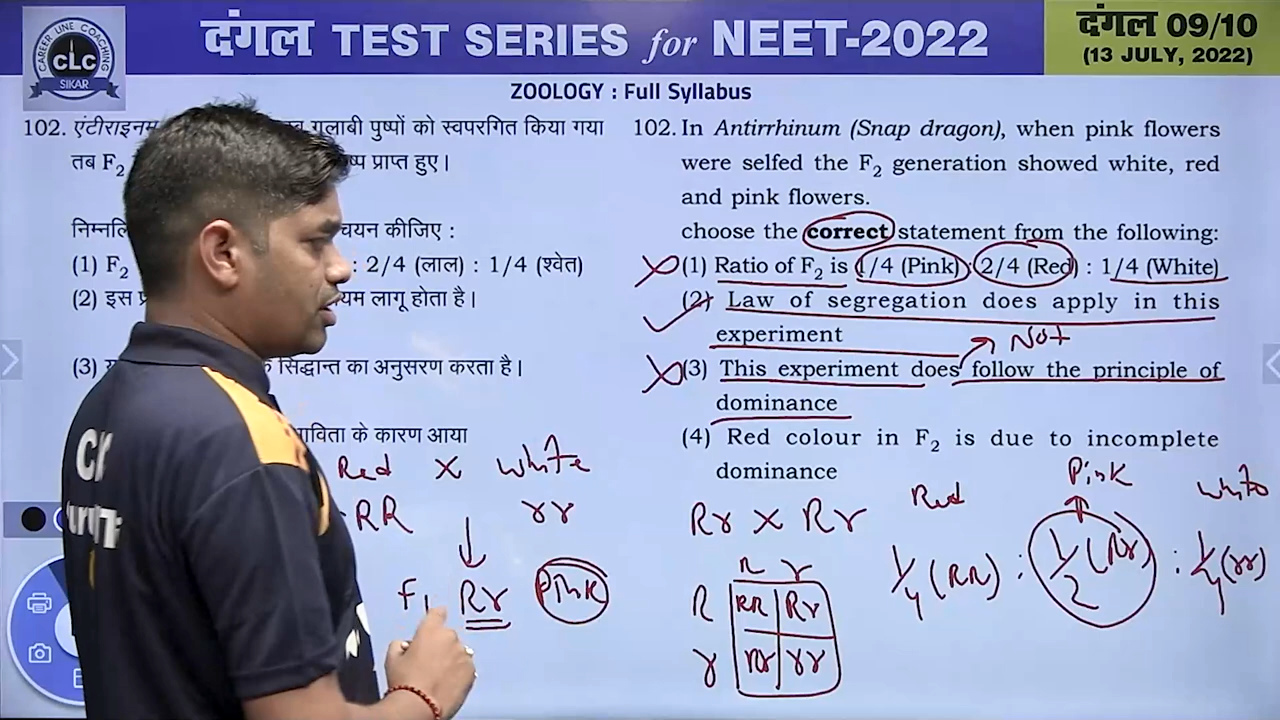 CAREER LINE COACHING
CLC
SIKAR
दंगल TEST SERIES for NEET-2022
दंगल 09/10
(13 JULY, 2022)
ZOOLOGY : Full Syllabus
102. एंटीराइनम गुलाबी पुष्पों को स्वपरागित किया गया
तब F2 प्राप्त हुए।
चयन कीजिए :
(1) F2 : 2/4 (लाल) : 1/4 (श्वेत)
(2) इस लागू होता है।
(3) सिद्धान्त का अनुसरण करता है।
के कारण आया
102. In Antirrhinum (Snap dragon), when pink flowers
were selfed the F2 generation showed white, red
and pink flowers.
choose the correct statement from the following:
(1) Ratio of F2 is 1/4 (Pink) : 2/4 (Red) : 1/4 (White)
(2) Law of segregation does apply in this
experiment
Not
(3) This experiment does follow the principle of
dominance
(4) Red colour in F2 is due to incomplete
dominance
Red x white
RR rr
F1 Rr Pink
Rr x Rr
R r
R RR Rr
r Rr rr
Red Pink white
1/4 (RR) : 1/2 (Rr) : 1/4 (rr)